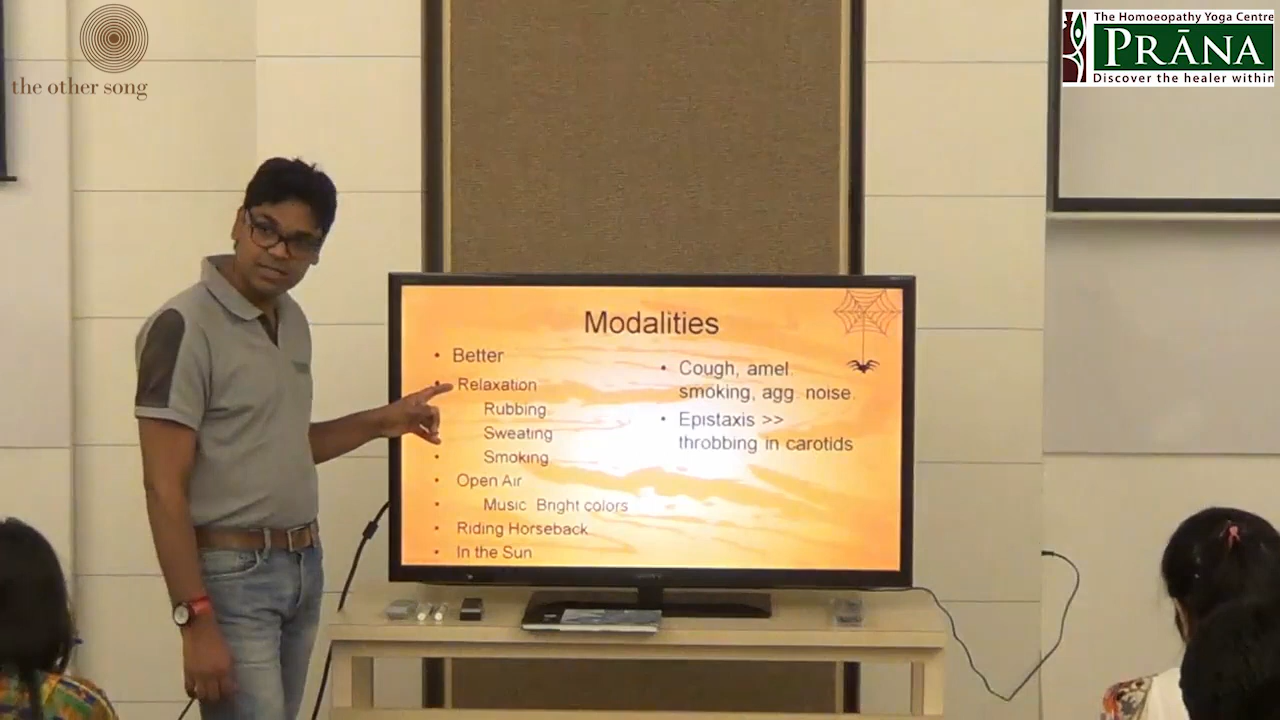 the other song
The Homoeopathy Yoga Centre
PRĀNA
Discover the healer within
Modalities
• Better
• Relaxation
Rubbing
Sweating
• Smoking
• Open Air
• Music Bright colors
• Riding Horseback
• In the Sun
• Cough, amel.
smoking, agg. noise.
• Epistaxis >>
throbbing in carotids